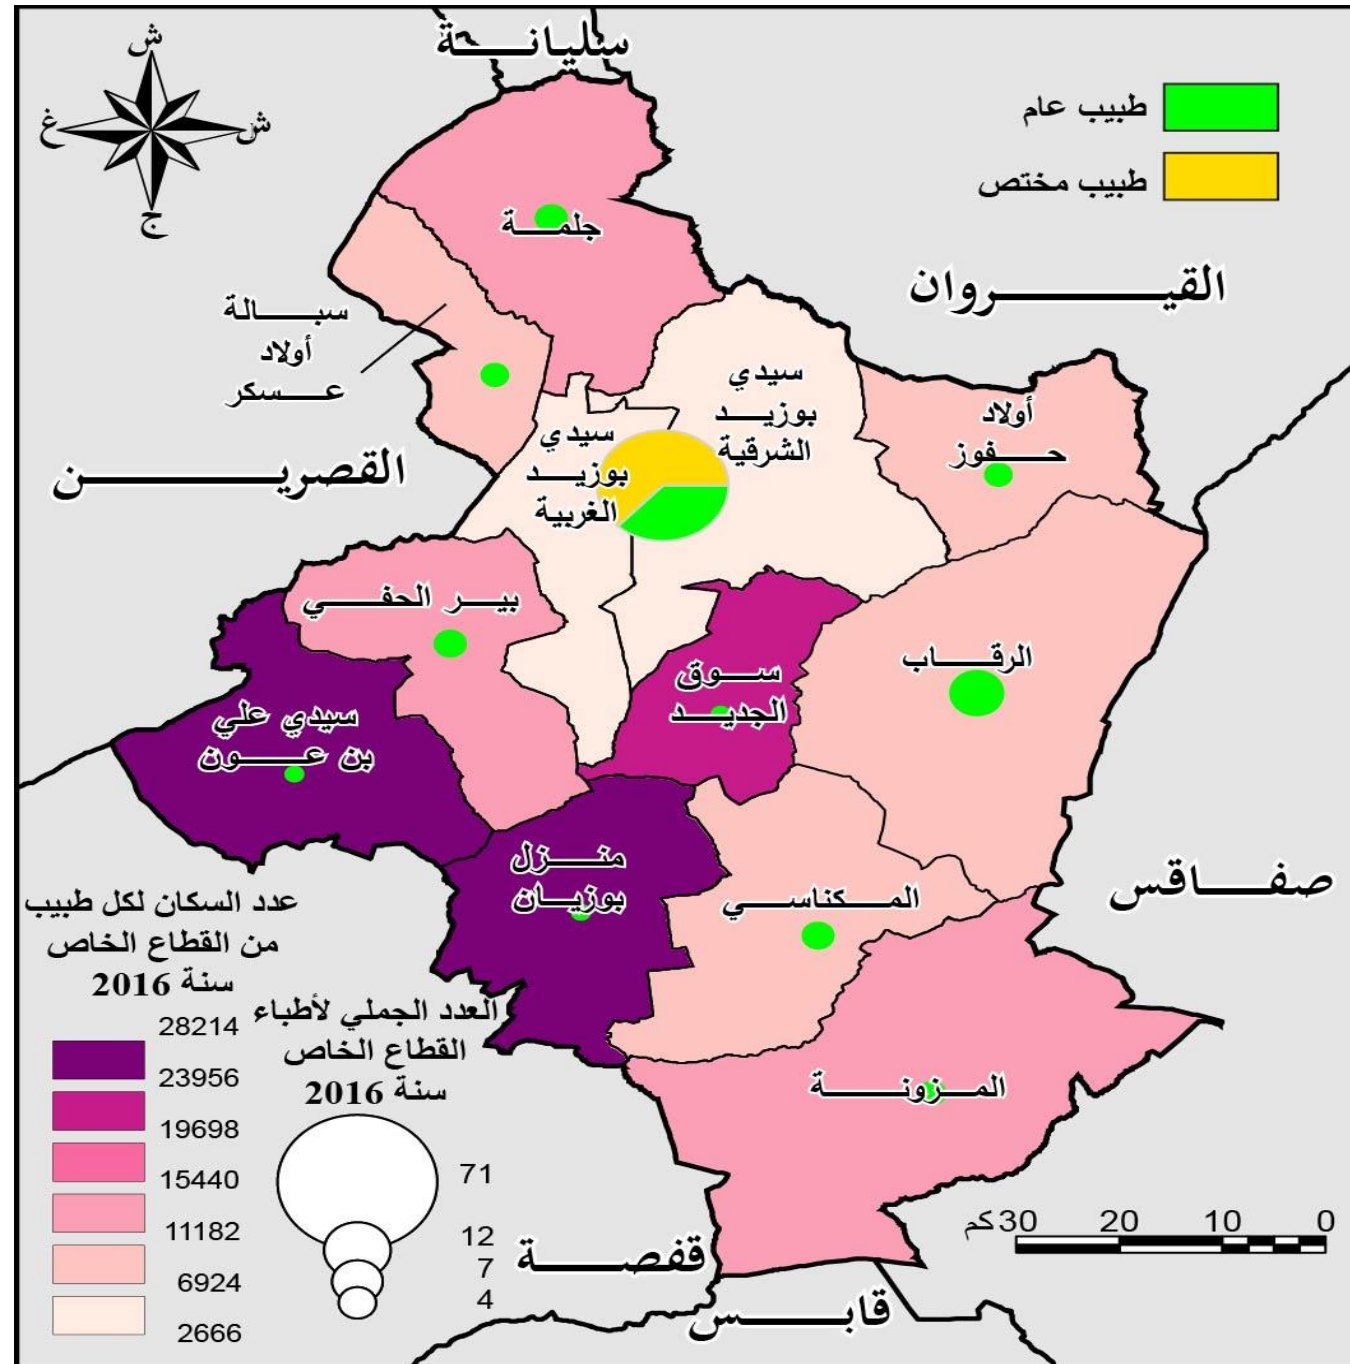 سليانة
ش
ش
غ
ج
طبيب عام
طبيب مختص
جلمة
القيروان
سبالة
أولاد
عسكر
سيدي
بوزيد
الشرقية
سيدي
بوزيد
الغربية
أولاد
حفوز
القصرين
بير الحفي
الرقاب
سوق
الجديد
سيدي علي
بن عون
منزل
بوزيان
المكناسي
صفاقس
المزونة
عدد السكان لكل طبيب
من القطاع الخاص
سنة 2016
28214
23956
19698
15440
11182
6924
2666
العدد الجملي لأطباء
القطاع الخاص
سنة 2016
71
12
7
4
قفصة
قابس
0 10 20 30 كم